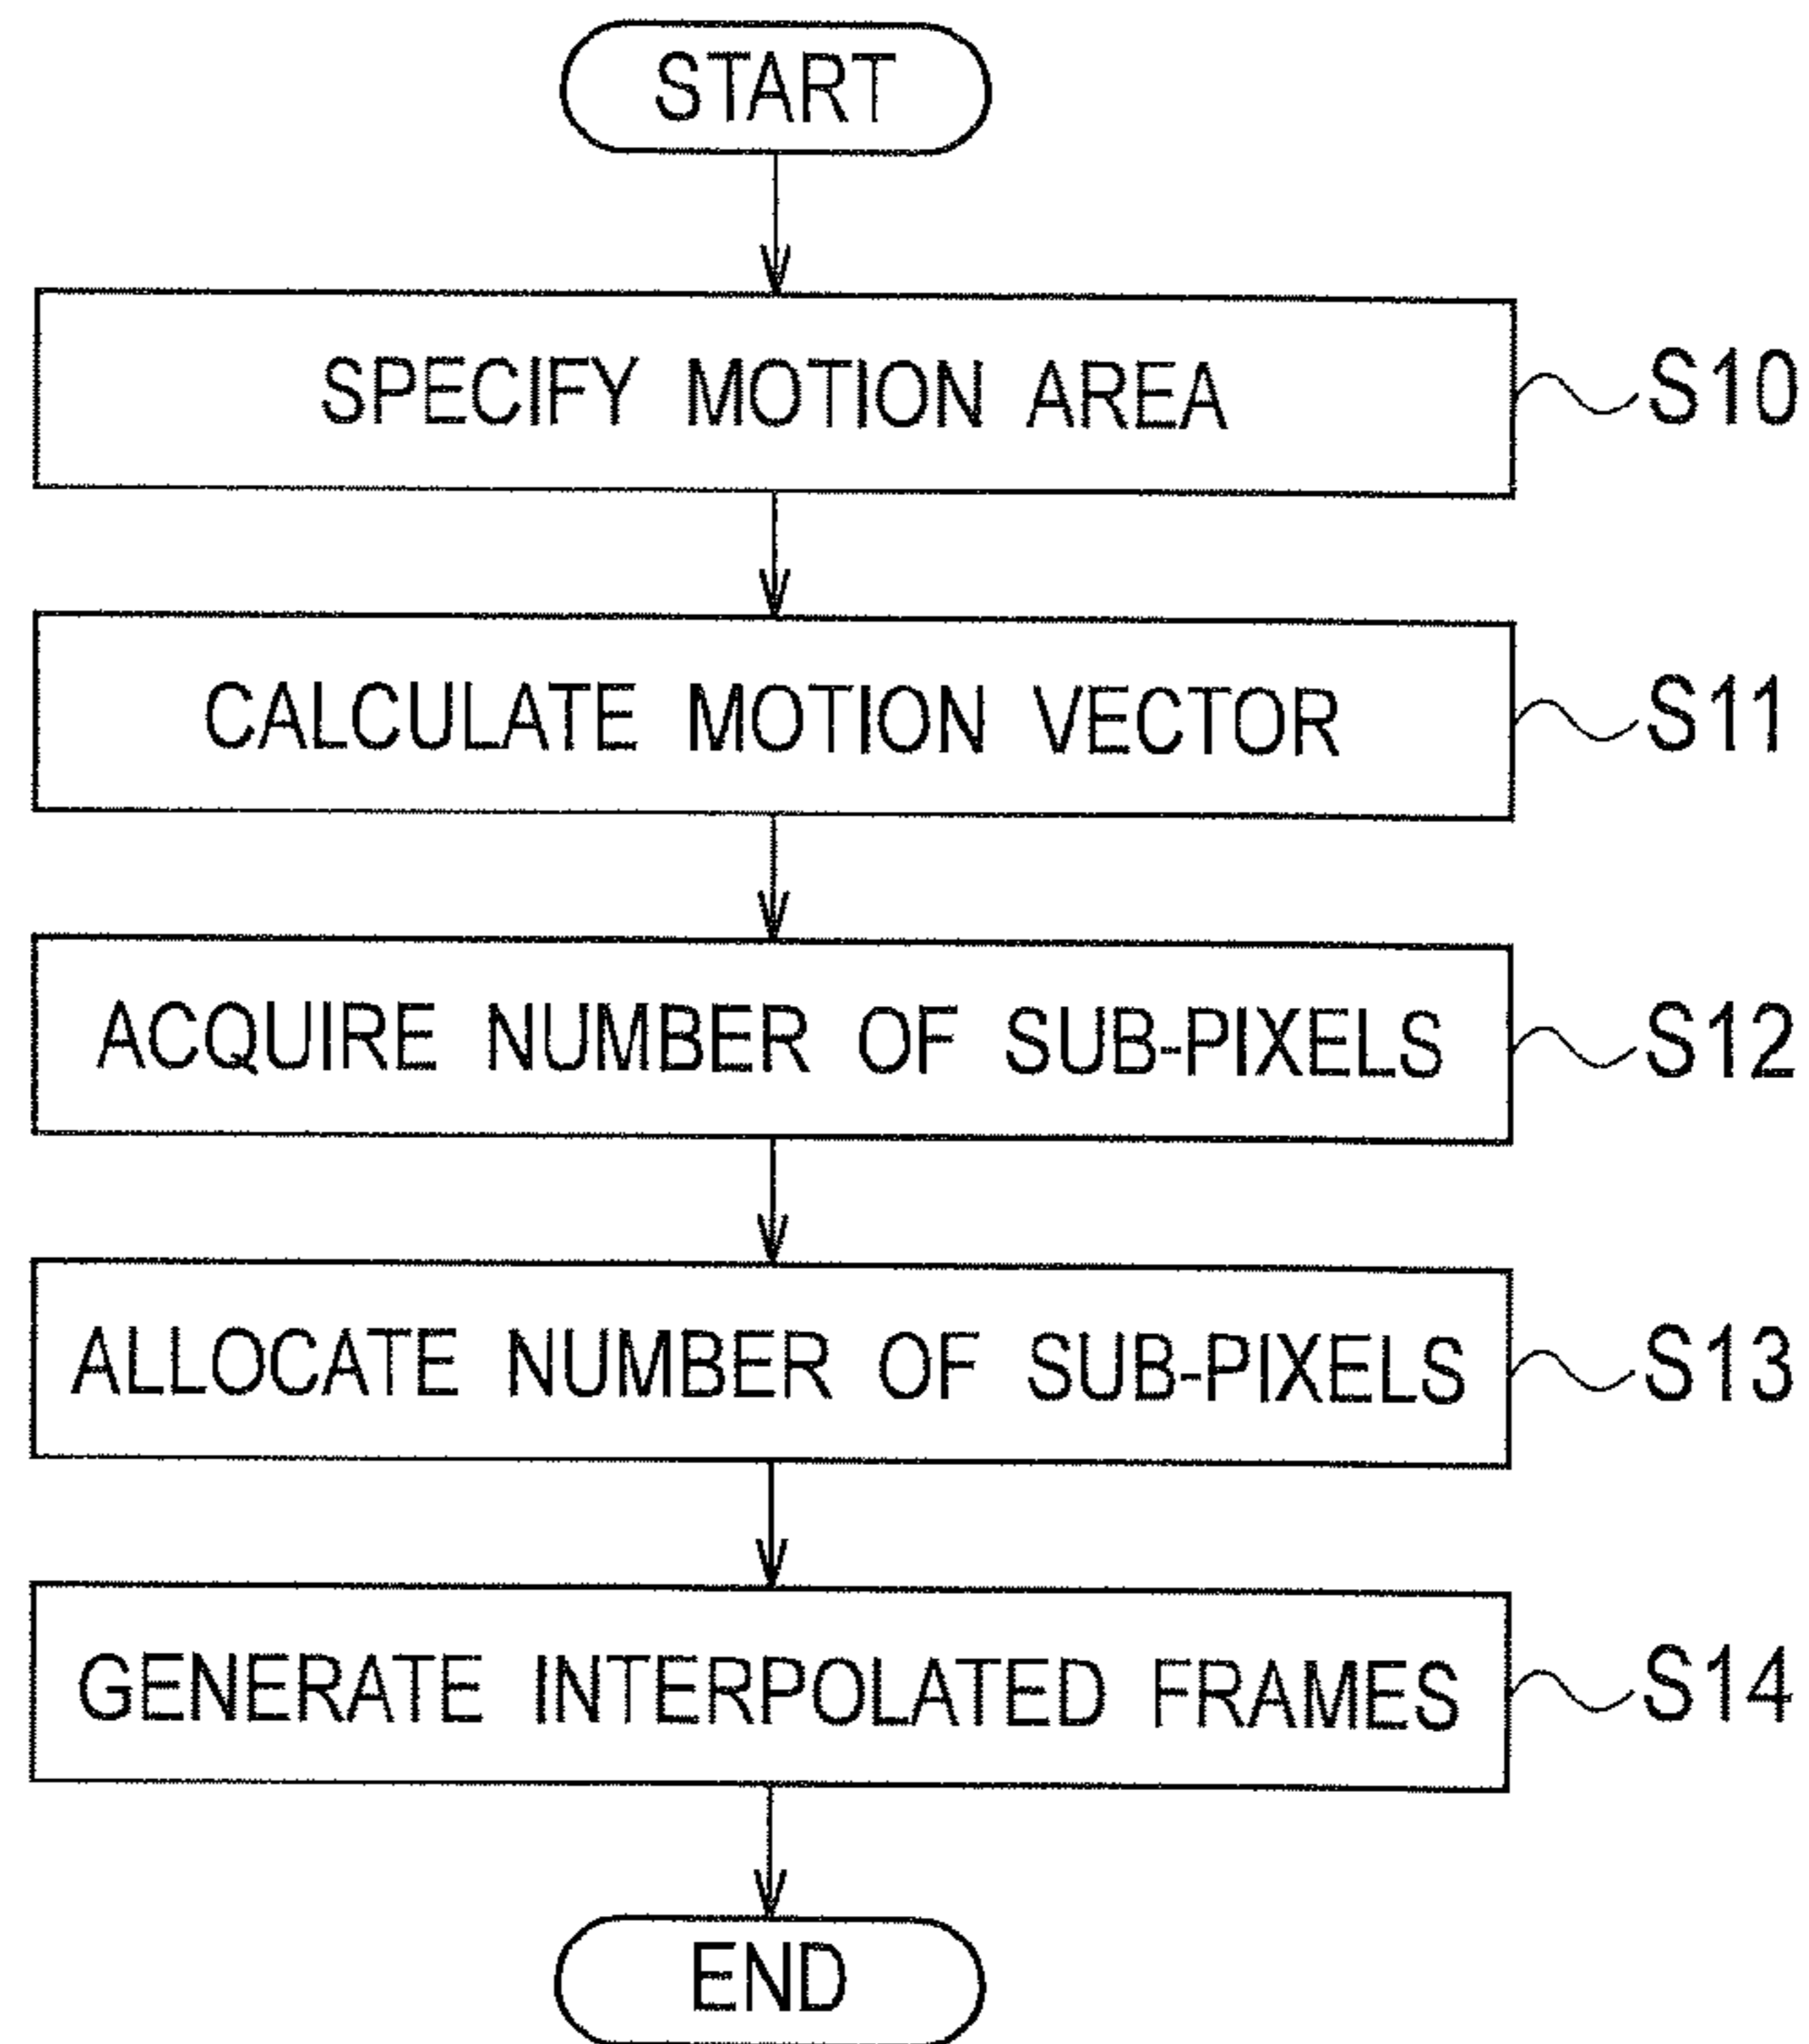 START
SPECIFY MOTION AREA S10
CALCULATE MOTION VECTOR S11
ACQUIRE NUMBER OF SUB-PIXELS S12
ALLOCATE NUMBER OF SUB-PIXELS S13
GENERATE INTERPOLATED FRAMES S14
END